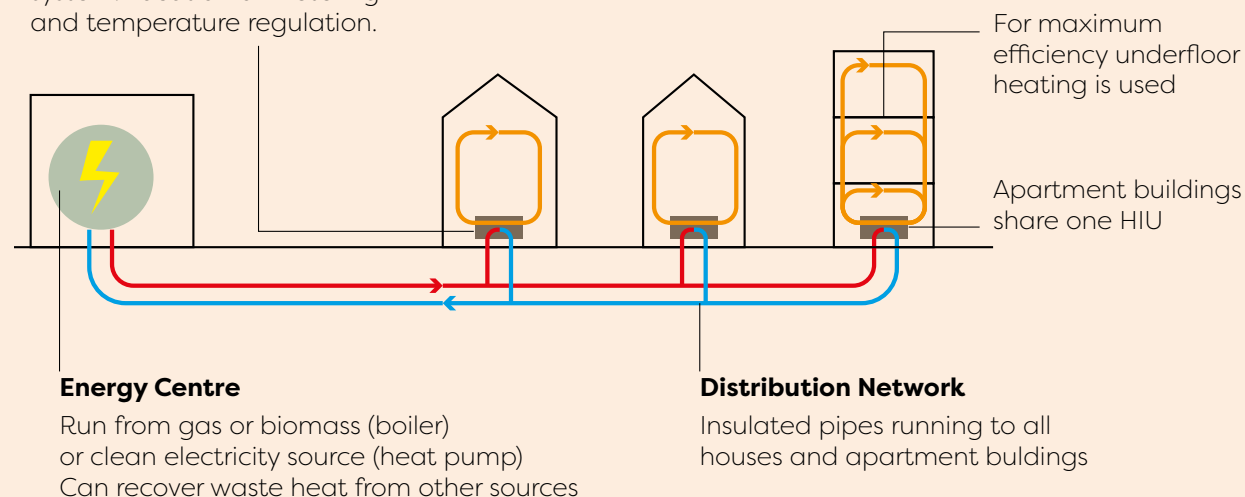 and temperature regulation.
For maximum
efficiency underfloor
heating is used
Apartment buildings
share one HIU
Energy Centre
Run from gas or biomass (boiler)
or clean electricity source (heat pump)
Can recover waste heat from other sources
Distribution Network
Insulated pipes running to all
houses and apartment buldings